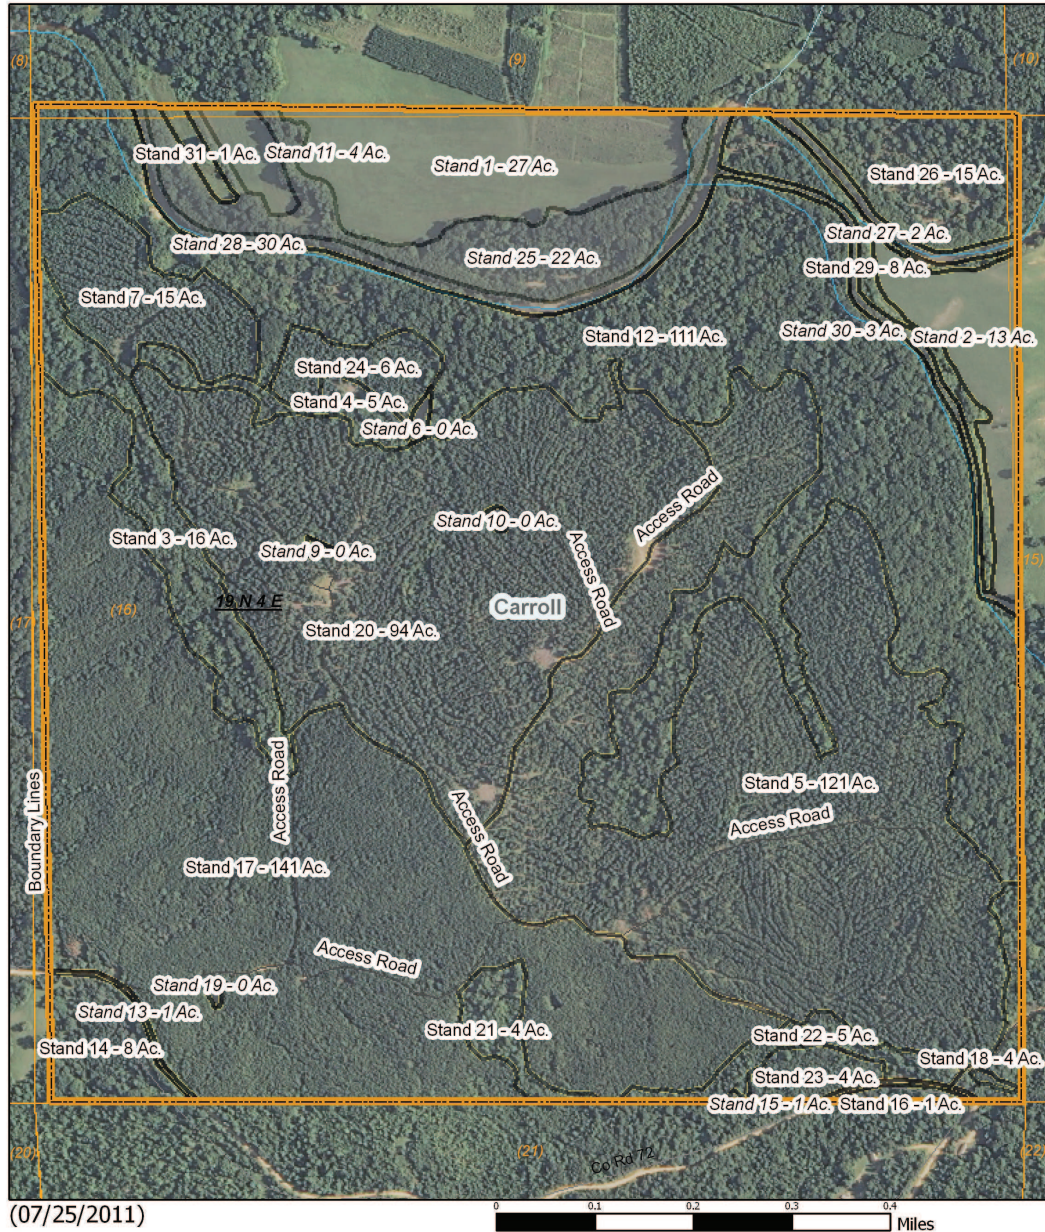 (8)
(9)
(10)
Stand 31 - 1 Ac.
Stand 11 - 4 Ac.
Stand 1 - 27 Ac.
Stand 26 - 15 Ac.
Stand 28 - 30 Ac.
Stand 25 - 22 Ac.
Stand 27 - 2 Ac.
Stand 29 - 8 Ac.
Stand 7 - 15 Ac.
Stand 12 - 111 Ac.
Stand 30 - 3 Ac.
Stand 2 - 13 Ac.
Stand 24 - 6 Ac.
Stand 4 - 5 Ac.
Stand 6 - 0 Ac.
Access Road
Stand 10 - 0 Ac.
Stand 3 - 16 Ac.
Stand 9 - 0 Ac.
Access Road
(15)
19 N 4 E
(16)
(17)
Carroll
Stand 20 - 94 Ac.
Access Road
Stand 5 - 121 Ac.
Access Road
Access Road
Boundary Lines
Stand 17 - 141 Ac.
Access Road
Stand 19 - 0 Ac.
Stand 13 - 1 Ac.
Stand 14 - 8 Ac.
Stand 21 - 4 Ac.
Stand 22 - 5 Ac.
Stand 18 - 4 Ac.
Stand 23 - 4 Ac.
Stand 15 - 1 Ac.
Stand 16 - 1 Ac.
(20)
(21)
(22)
Co Rd 72
(07/25/2011)
0
0.1
0.2
0.3
0.4
Miles